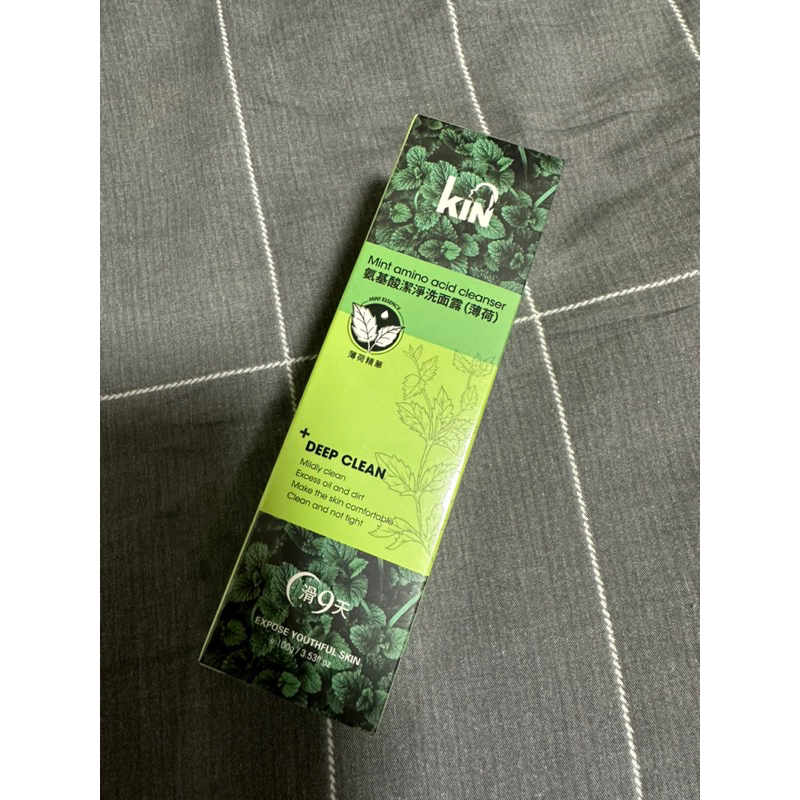 KIN
Mint amino acid cleanser
氨基酸潔淨洗面露(薄荷)
MINT ESSENCE
薄荷精華
+
DEEP CLEAN
Mildly clean
Excess oil and dirt
Make the skin comfortable
Clean and not tight
滑9天
EXPOSE YOUTHFUL SKIN
℮100g / 3.53fl.oz